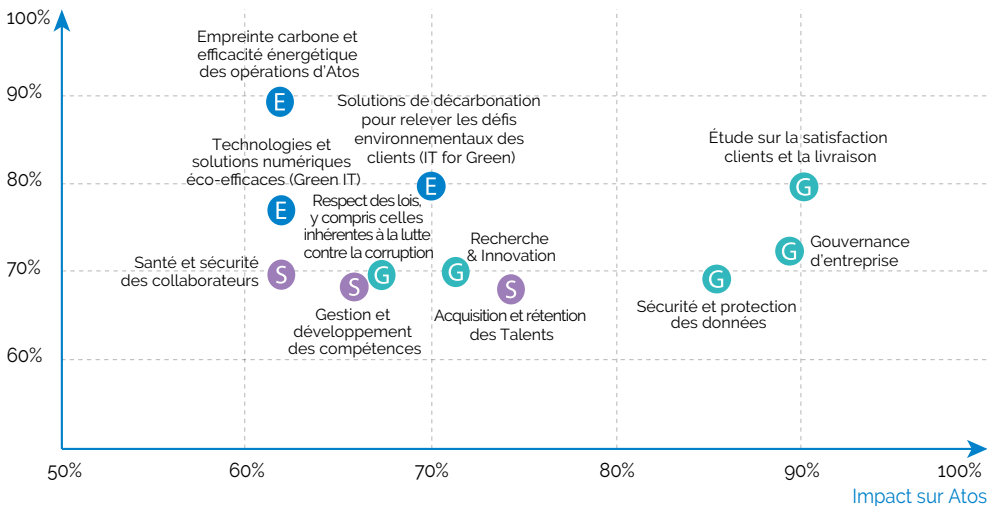 100%
Empreinte carbone et
efficacité énergétique
des opérations d'Atos
90%
E
Solutions de décarbonation
pour relever les défis
environnementaux des
clients (IT for Green)
E
Technologies et
solutions numériques
éco-efficaces (Green IT)
E
Étude sur la satisfaction
clients et la livraison
G
80%
Respect des lois,
y compris celles
inhérentes à la lutte
contre la corruption
G
Recherche
& Innovation
G
Gouvernance
d'entreprise
G
Santé et sécurité
des collaborateurs
S
70%
S
Gestion et
développement
des compétences
S
Acquisition et rétention
des Talents
G
Sécurité et protection
des données
60%
50%
60%
70%
80%
90%
100%
Impact sur Atos